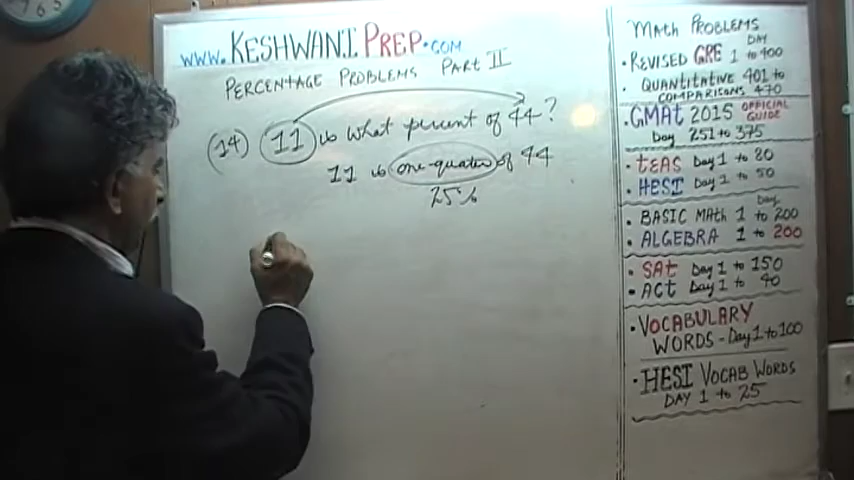 www.KESHWANIPREP.COM
PERCENTAGE PROBLEMS PART II
(14) 11 is what percent of 44?
11 is one-quater of 44
25%
MATH PROBLEMS
DAY
• REVISED GRE 1 to 400
• QUANTITATIVE 401 to
COMPARISONS 470
• GMAT 2015 OFFICIAL GUIDE
Day 251 to 375
• TEAS Day 1 to 20
• HESI Day 1 to 50
Day
• BASIC MATH 1 to 200
• ALGEBRA 1 to 200
• SAT Day 1 to 150
• ACT Day 1 to 40
• VOCABULARY
WORDS - Day 1 to 100
• HESI VOCAB WORDS
DAY 1 to 25